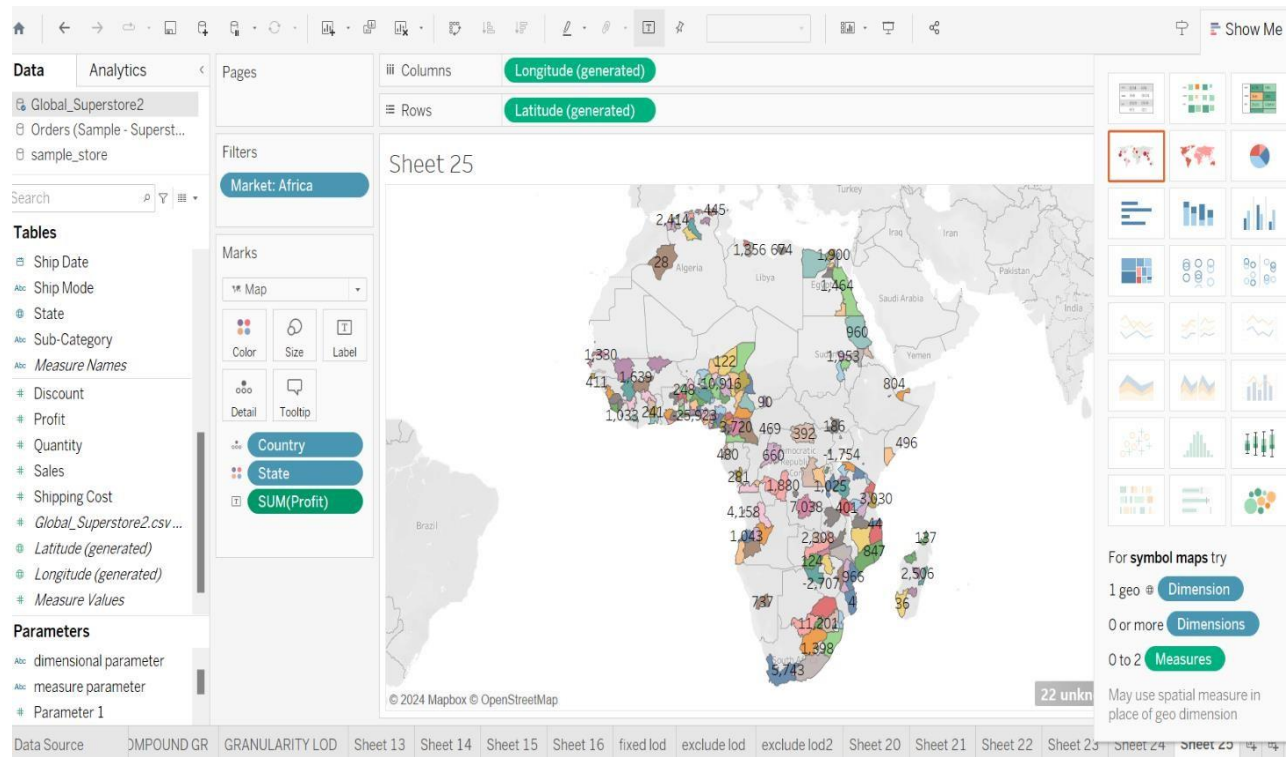 Show Me
Data
Analytics
Global_Superstore2
Orders (Sample - Superst...
sample_store
Search
Tables
Ship Date
Abc Ship Mode
State
Abc Sub-Category
Abc Measure Names
# Discount
# Profit
# Quantity
# Sales
# Shipping Cost
# Global_Superstore2.csv ...
Latitude (generated)
Longitude (generated)
# Measure Values
Parameters
Abc dimensional parameter
Abc measure parameter
# Parameter 1
Pages
Filters
Market: Africa
Marks
Map
Color
Size
Label
Detail
Tooltip
Country
State
SUM(Profit)
Columns
Longitude (generated)
Rows
Latitude (generated)
Sheet 25
Turkey
445
2,414
Iraq
Iran
1,356 674
1,900
28
Algeria
Libya
Pakistan
1,464
Saudi Arabia
India
960
1,330
1,953
Yemen
122
411
1,639
804
248
10,916
1,033
241
-25,923
90
3,720
469
392
186
496
480
660
-1,754
281
1,880
1,025
7,038
401
3,030
4,158
Brazil
1,043
2,308
44
137
124
847
-2,707
966
2,506
737
4
36
11,201
1,398
5,743
© 2024 Mapbox © OpenStreetMap
22 unkn
For symbol maps try
1 geo Dimension
0 or more Dimensions
0 to 2 Measures
May use spatial measure in
place of geo dimension
Data Source
OMPOUND GR
GRANULARITY LOD
Sheet 13
Sheet 14
Sheet 15
Sheet 16
fixed lod
exclude lod
exclude lod2
Sheet 20
Sheet 21
Sheet 22
Sheet 23
Sheet 24
Sheet 25